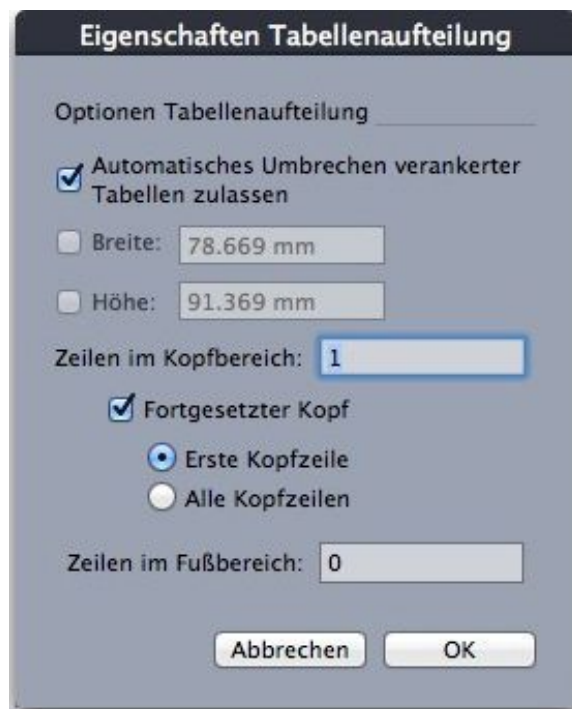 Eigenschaften Tabellenaufteilung
Optionen Tabellenaufteilung
Automatisches Umbrechen verankerter
Tabellen zulassen
Breite: 78.669 mm
Höhe: 91.369 mm
Zeilen im Kopfbereich: 1
Fortgesetzter Kopf
Erste Kopfzeile
Alle Kopfzeilen
Zeilen im Fußbereich: 0
Abbrechen OK